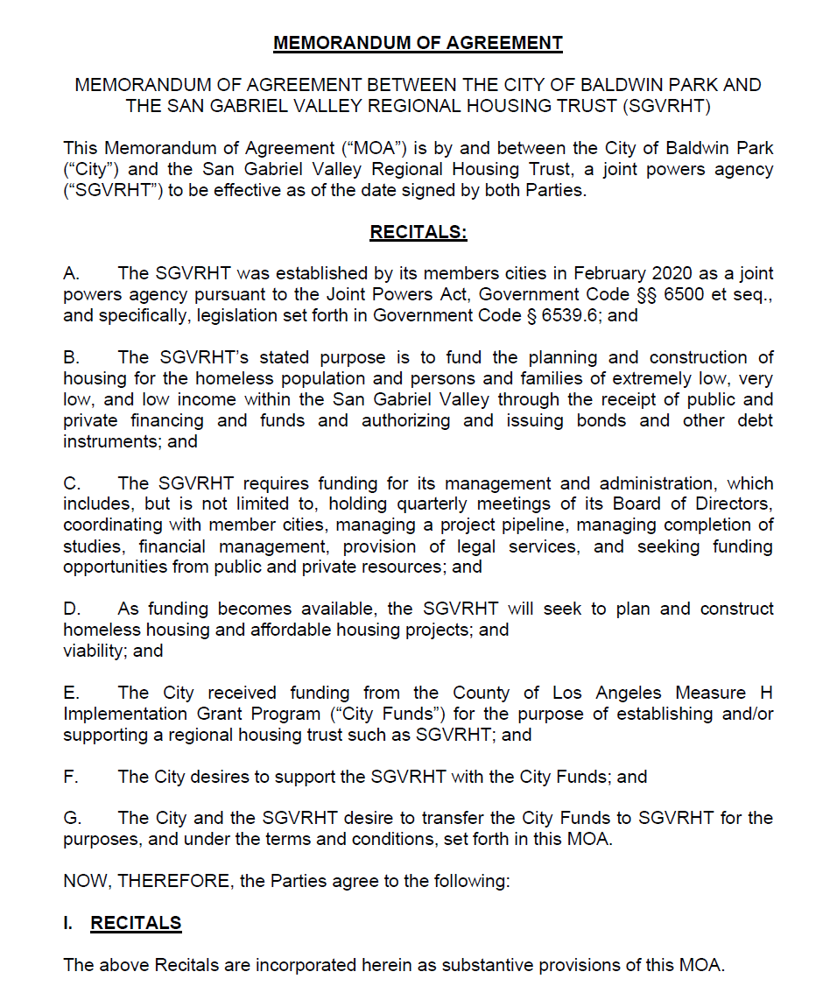 MEMORANDUM OF AGREEMENT
MEMORANDUM OF AGREEMENT BETWEEN THE CITY OF BALDWIN PARK AND
THE SAN GABRIEL VALLEY REGIONAL HOUSING TRUST (SGVRHT)
This Memorandum of Agreement (“MOA”) is by and between the City of Baldwin Park
(“City”) and the San Gabriel Valley Regional Housing Trust, a joint powers agency
(“SGVRHT”) to be effective as of the date signed by both Parties.
RECITALS:
A. The SGVRHT was established by its members cities in February 2020 as a joint
powers agency pursuant to the Joint Powers Act, Government Code §§ 6500 et seq.,
and specifically, legislation set forth in Government Code § 6539.6; and
B. The SGVRHT’s stated purpose is to fund the planning and construction of
housing for the homeless population and persons and families of extremely low, very
low, and low income within the San Gabriel Valley through the receipt of public and
private financing and funds and authorizing and issuing bonds and other debt
instruments; and
C. The SGVRHT requires funding for its management and administration, which
includes, but is not limited to, holding quarterly meetings of its Board of Directors,
coordinating with member cities, managing a project pipeline, managing completion of
studies, financial management, provision of legal services, and seeking funding
opportunities from public and private resources; and
D. As funding becomes available, the SGVRHT will seek to plan and construct
homeless housing and affordable housing projects; and
viability; and
E. The City received funding from the County of Los Angeles Measure H
Implementation Grant Program (“City Funds”) for the purpose of establishing and/or
supporting a regional housing trust such as SGVRHT; and
F. The City desires to support the SGVRHT with the City Funds; and
G. The City and the SGVRHT desire to transfer the City Funds to SGVRHT for the
purposes, and under the terms and conditions, set forth in this MOA.
NOW, THEREFORE, the Parties agree to the following:
I. RECITALS
The above Recitals are incorporated herein as substantive provisions of this MOA.